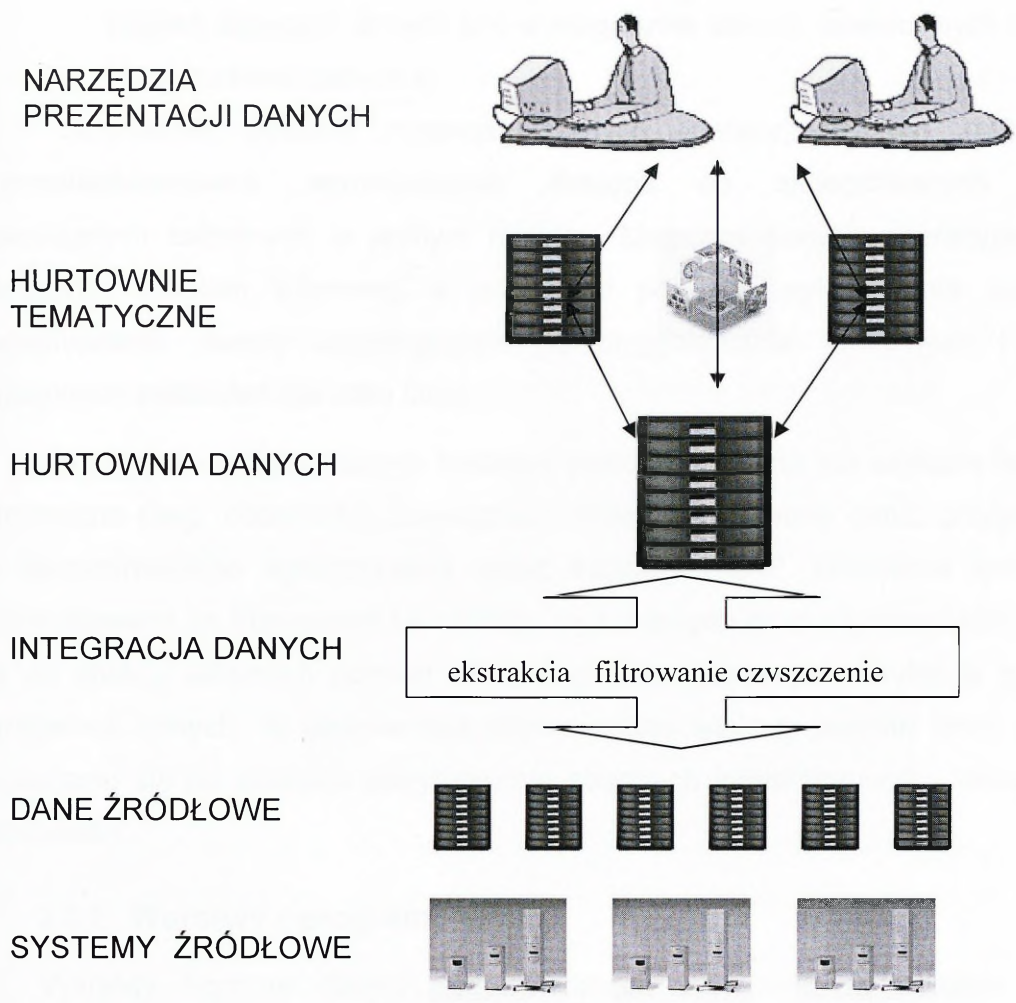 NARZĘDZIA
PREZENTACJI DANYCH
HURTOWNIE
TEMATYCZNE
HURTOWNIA DANYCH
INTEGRACJA DANYCH
ekstrakcia filtrowanie czvszczenie
DANE ŹRÓDŁOWE
SYSTEMY ŹRÓDŁOWE